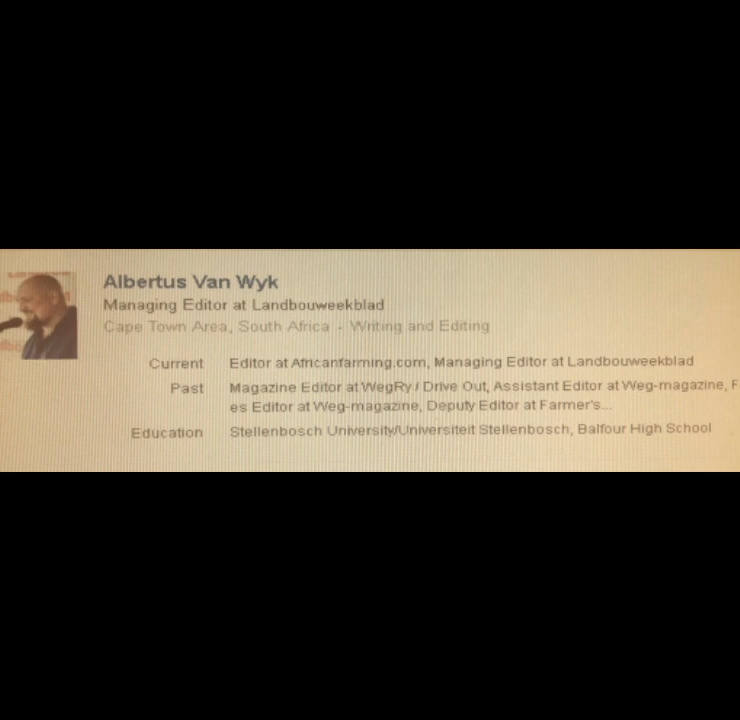 Albertus Van Wyk
Managing Editor at Landbouweekblad
Cape Town Area, South Africa - Writing and Editing
Current Editor at Africanfarming.com, Managing Editor at Landbouweekblad
Past Magazine Editor at WegRy / Drive Out, Assistant Editor at Weg-magazine, F
es Editor at Weg-magazine, Deputy Editor at Farmer's...
Education Stellenbosch University/Universiteit Stellenbosch, Balfour High School